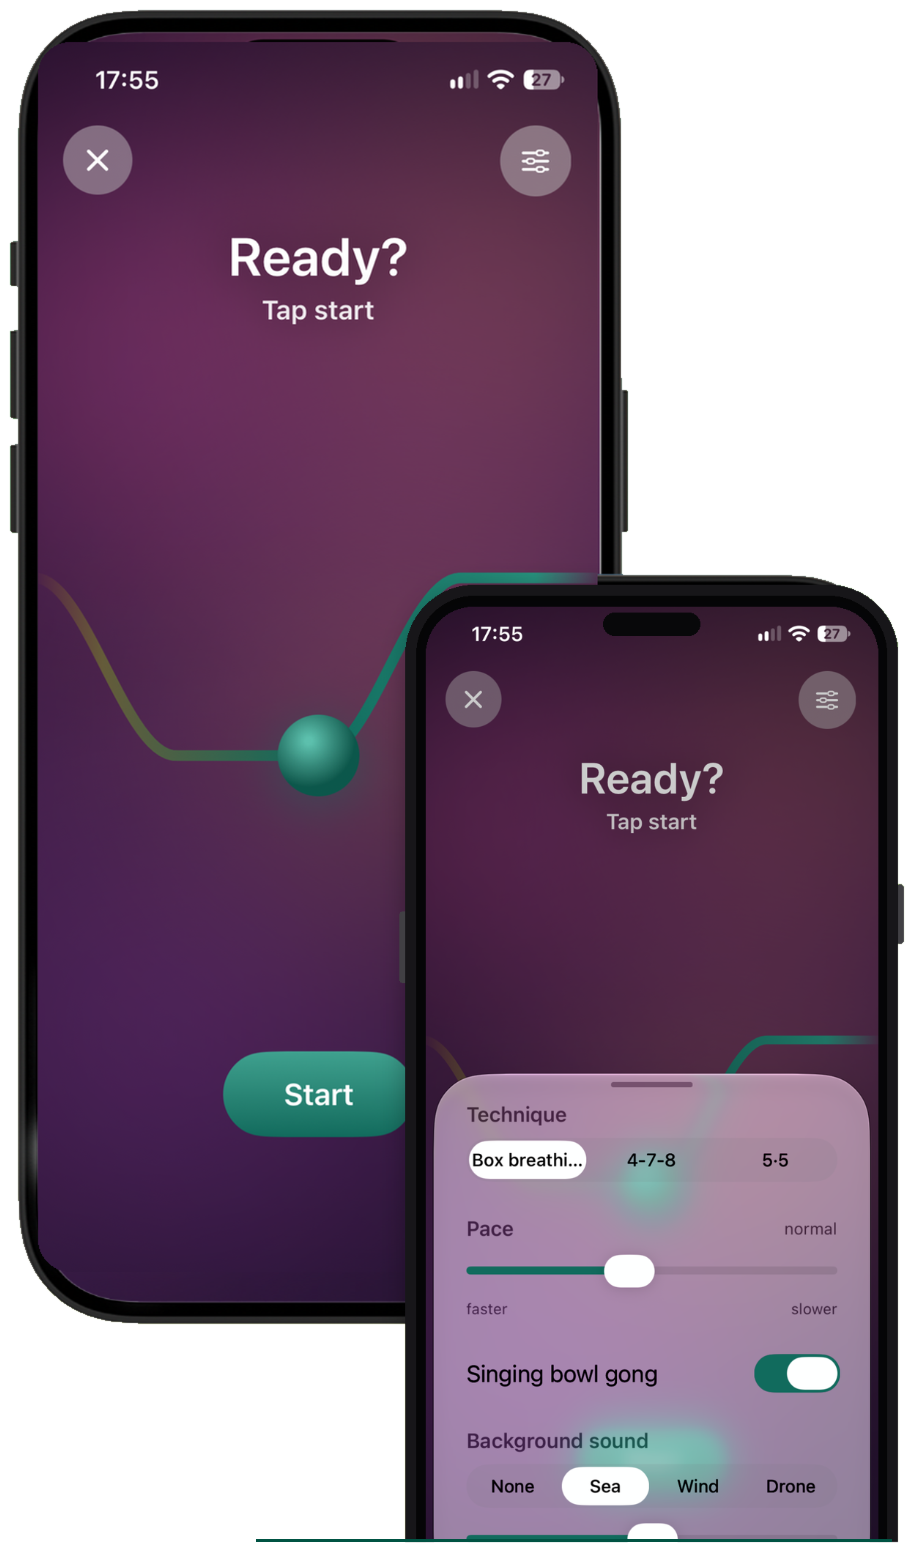 17:55
27
Ready?
Tap start
Start
17:55
27
Ready?
Tap start
Technique
Box breathi...
4-7-8
5·5
Pace
normal
faster
slower
Singing bowl gong
Background sound
None
Sea
Wind
Drone